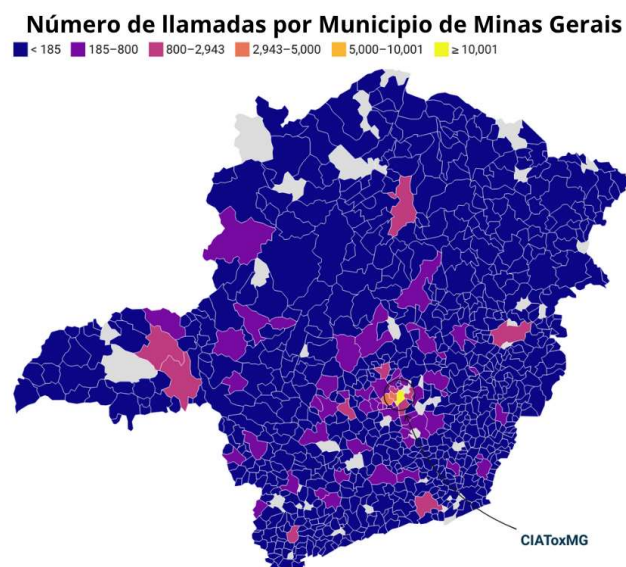 Número de llamadas por Municipio de Minas Gerais
< 185 185–800 800–2,943 2,943–5,000 5,000–10,001 ≥ 10,001
CIAToxMG